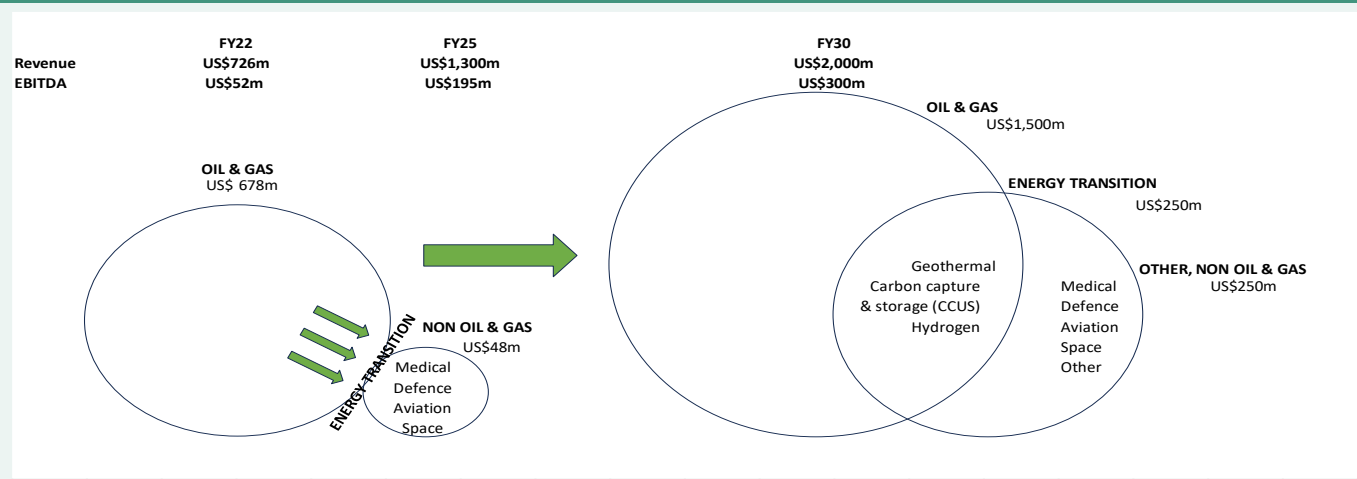 FY22 FY25 FY30
Revenue US$726m US$1,300m US$2,000m
EBITDA US$52m US$195m US$300m
OIL & GAS
US$ 678m
ENERGY TRANSITION
NON OIL & GAS
US$48m
Medical
Defence
Aviation
Space
OIL & GAS
US$1,500m
ENERGY TRANSITION
US$250m
Geothermal
Carbon capture
& storage (CCUS)
Hydrogen
OTHER, NON OIL & GAS
US$250m
Medical
Defence
Aviation
Space
Other